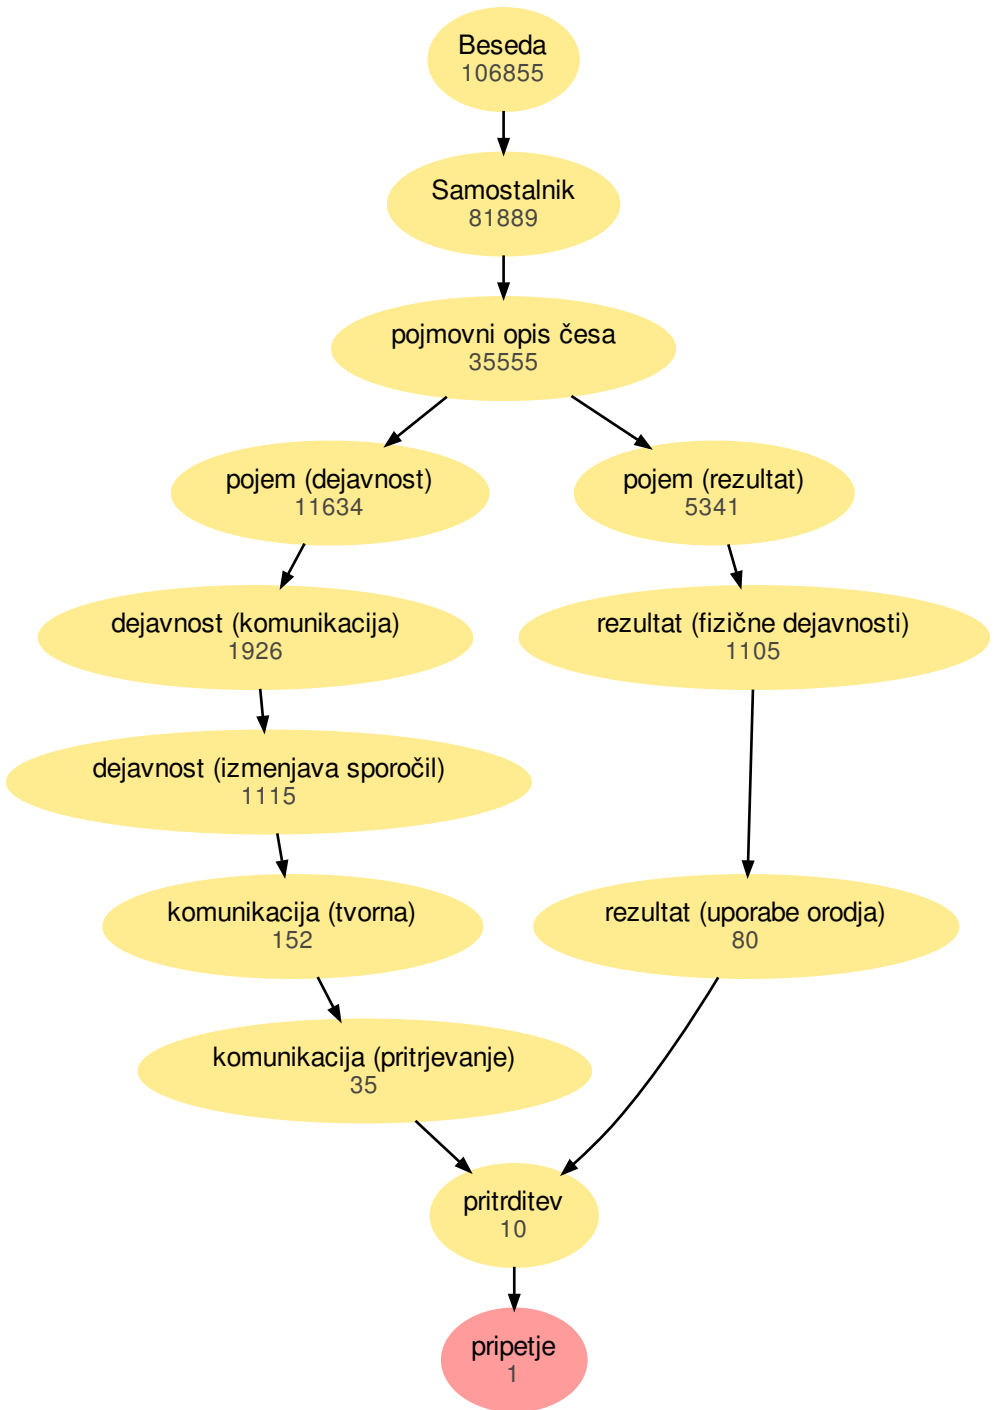 Beseda
106855
Samostalnik
81889
pojmovni opis česa
35555
pojem (dejavnost)
11634
pojem (rezultat)
5341
dejavnost (komunikacija)
1926
rezultat (fizične dejavnosti)
1105
dejavnost (izmenjava sporočil)
1115
komunikacija (tvorna)
152
rezultat (uporabe orodja)
80
komunikacija (pritrjevanje)
35
pritrditev
10
pripetje
1